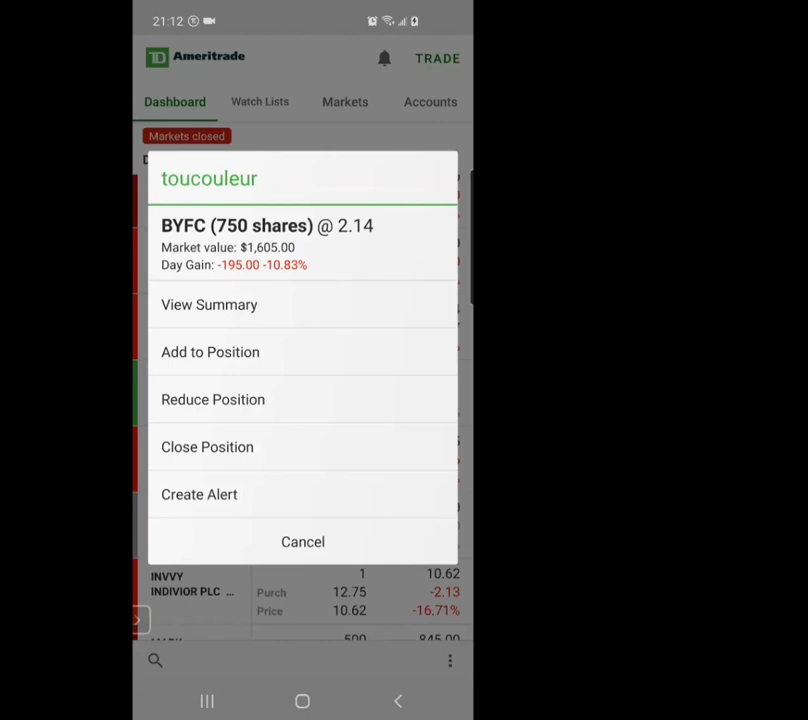 21:12
TD Ameritrade
TRADE
Dashboard Watch Lists Markets Accounts
Markets closed
toucouleur
BYFC (750 shares) @ 2.14
Market value: $1,605.00
Day Gain: -195.00 -10.83%
View Summary
Add to Position
Reduce Position
Close Position
Create Alert
Cancel
INVVY 1 10.62
INDIVIOR PLC ... Purch 12.75 -2.13
Price 10.62 -16.71%
500 845.00